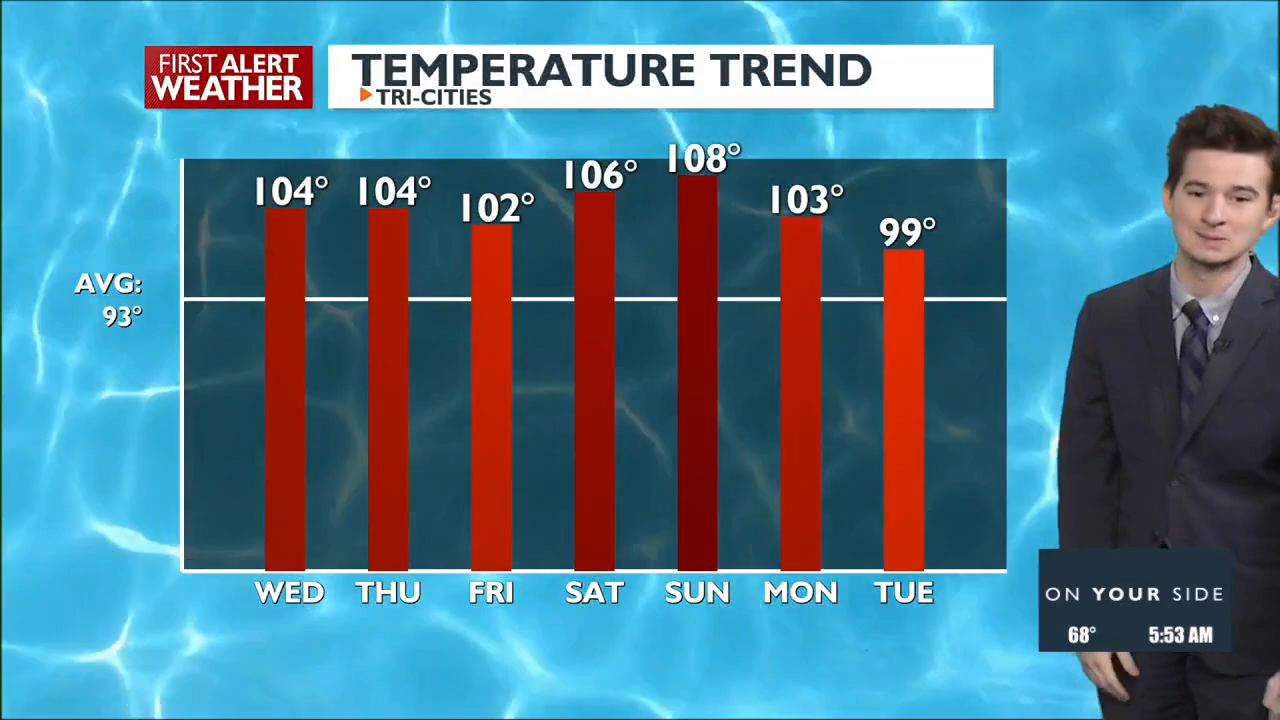 FIRST ALERT
WEATHER
TEMPERATURE TREND
TRI-CITIES
104° 104° 102° 106° 108° 103° 99°
AVG:
93°
WED THU FRI SAT SUN MON TUE
ON YOUR SIDE
68° 5:53 AM